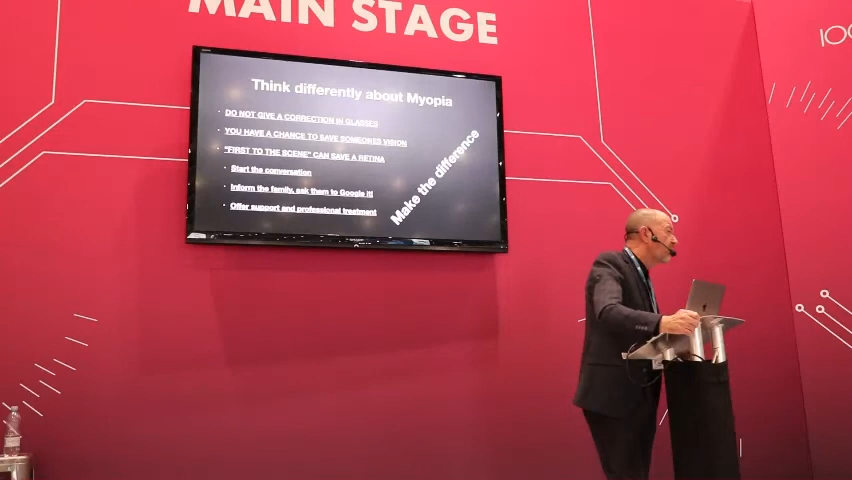 MAIN STAGE
Think differently about Myopia
DO NOT GIVE A CORRECTION IN GLASSES
YOU HAVE A CHANCE TO SAVE SOMEONES VISION
"FIRST TO THE SCENE" CAN SAVE A RETINA
Start the conversation
Inform the family, ask them to Google it!
Offer support and professional treatment
Make the difference
100